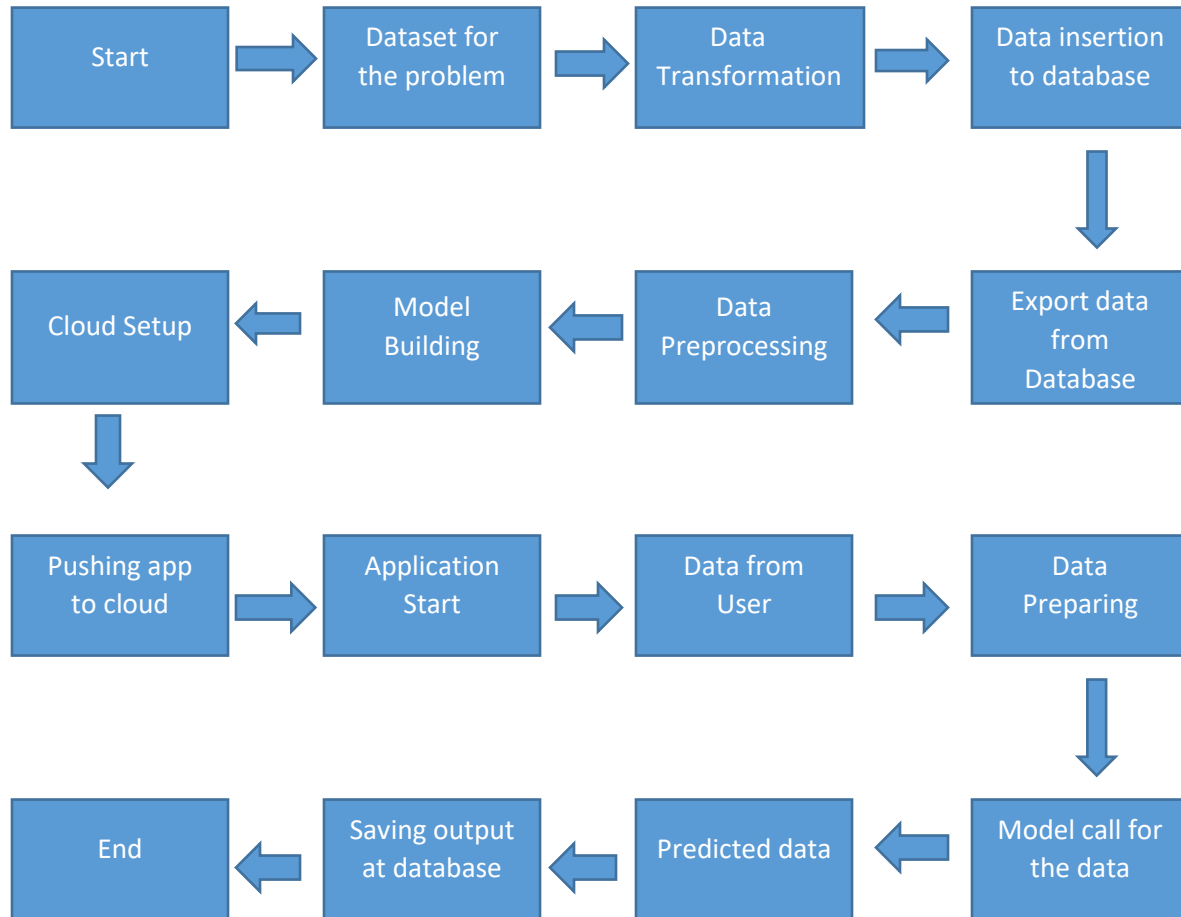 Start
Dataset for
the problem
Data
Transformation
Data insertion
to database
Export data
from
Database
Data
Preprocessing
Model
Building
Cloud Setup
Pushing app
to cloud
Application
Start
Data from
User
Data
Preparing
Model call for
the data
Predicted data
Saving output
at database
End